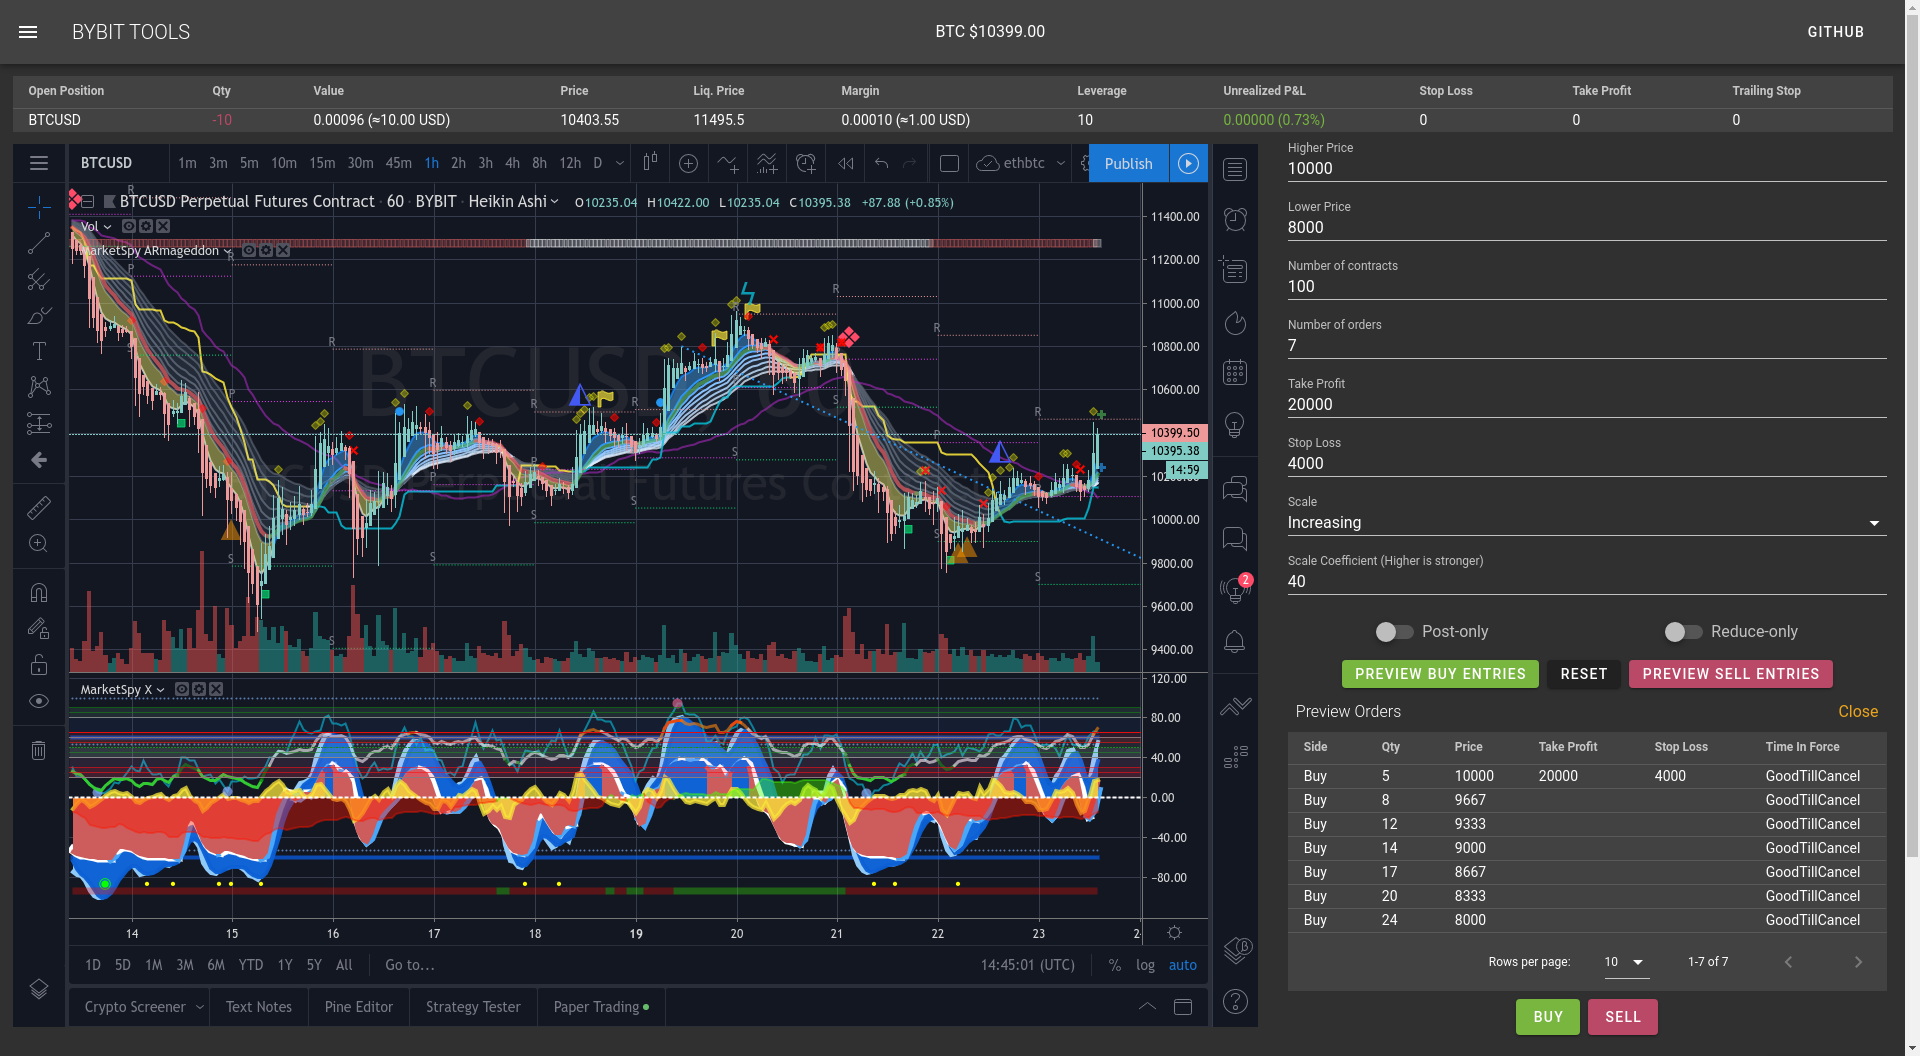 BYBIT TOOLS
BTC $10399.00
GITHUB
Open Position Qty Value Price Liq. Price Margin Leverage Unrealized P&L Stop Loss Take Profit Trailing Stop
BTCUSD -10 0.00096 (≈10.00 USD) 10403.55 11495.5 0.00010 (≈1.00 USD) 10 0.00000 (0.73%) 0 0 0
BTCUSD 1m 3m 5m 10m 15m 30m 45m 1h 2h 3h 4h 8h 12h D ethbtc Publish
BTCUSD Perpetual Futures Contract · 60 · BYBIT · Heikin Ashi O10235.04 H10422.00 L10235.04 C10395.38 +87.88 (+0.85%)
Vol
MarketSpy ARmageddon
11400.00
11200.00
11000.00
10800.00
10600.00
10399.50
10395.38
14:59
10000.00
9800.00
9600.00
9400.00
MarketSpy X
120.00
80.00
40.00
0.00
−40.00
−80.00
14 15 16 17 18 19 20 21 22 23
1D 5D 1M 3M 6M YTD 1Y 5Y All Go to... 14:45:01 (UTC) % log auto
Crypto Screener Text Notes Pine Editor Strategy Tester Paper Trading
2
Higher Price
10000
Lower Price
8000
Number of contracts
100
Number of orders
7
Take Profit
20000
Stop Loss
4000
Scale
Increasing
Scale Coefficient (Higher is stronger)
40
Post-only Reduce-only
PREVIEW BUY ENTRIES RESET PREVIEW SELL ENTRIES
Preview Orders Close
Side Qty Price Take Profit Stop Loss Time In Force
Buy 5 10000 20000 4000 GoodTillCancel
Buy 8 9667 GoodTillCancel
Buy 12 9333 GoodTillCancel
Buy 14 9000 GoodTillCancel
Buy 17 8667 GoodTillCancel
Buy 20 8333 GoodTillCancel
Buy 24 8000 GoodTillCancel
Rows per page: 10 1-7 of 7
BUY SELL